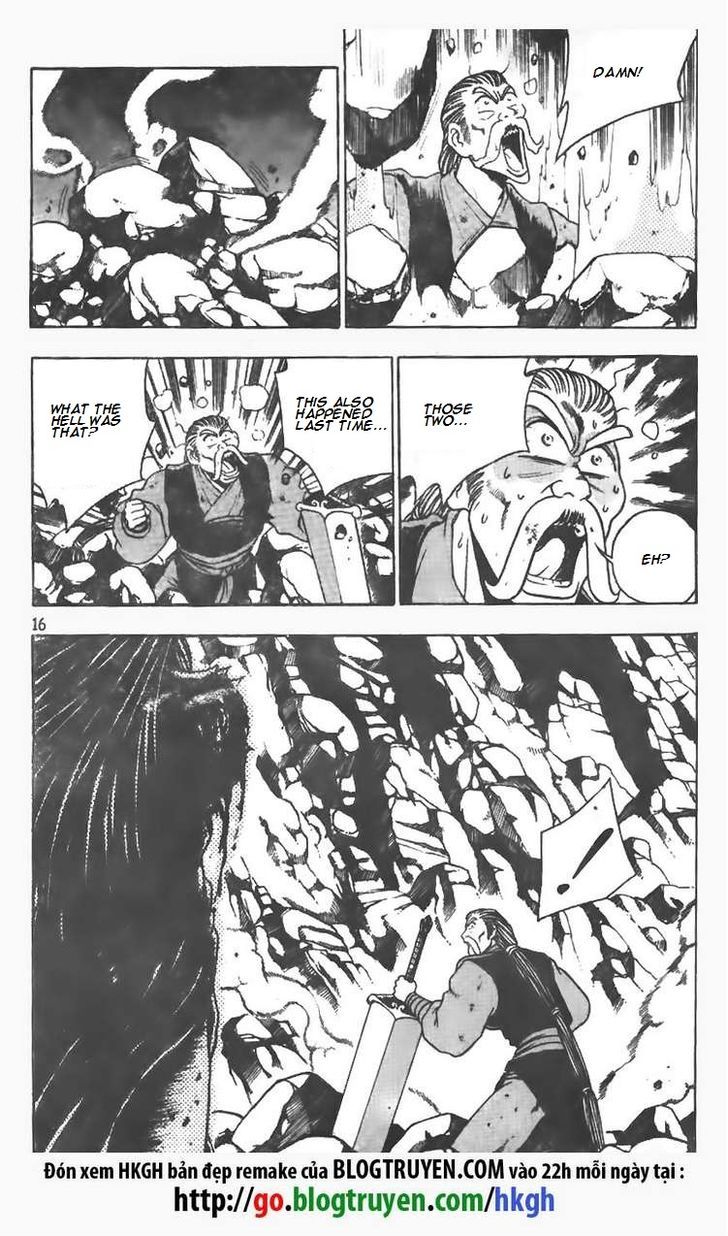 DAMN!
WHAT THE
HELL WAS
THAT?
THIS ALSO
HAPPENED
LAST TIME...
THOSE
TWO...
EH?
16
!
Đón xem HKGH bản đẹp remake của BLOGTRUYEN.COM vào 22h mỗi ngày tại :
http://go.blogtruyen.com/hkgh